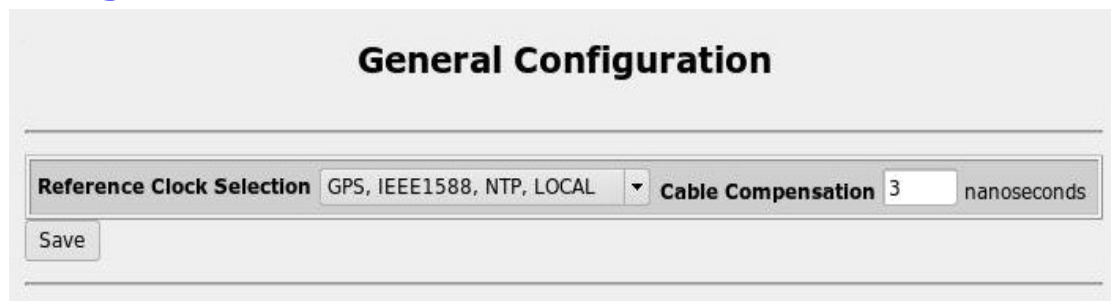 General Configuration
Reference Clock Selection GPS, IEEE1588, NTP, LOCAL Cable Compensation 3 nanoseconds
Save